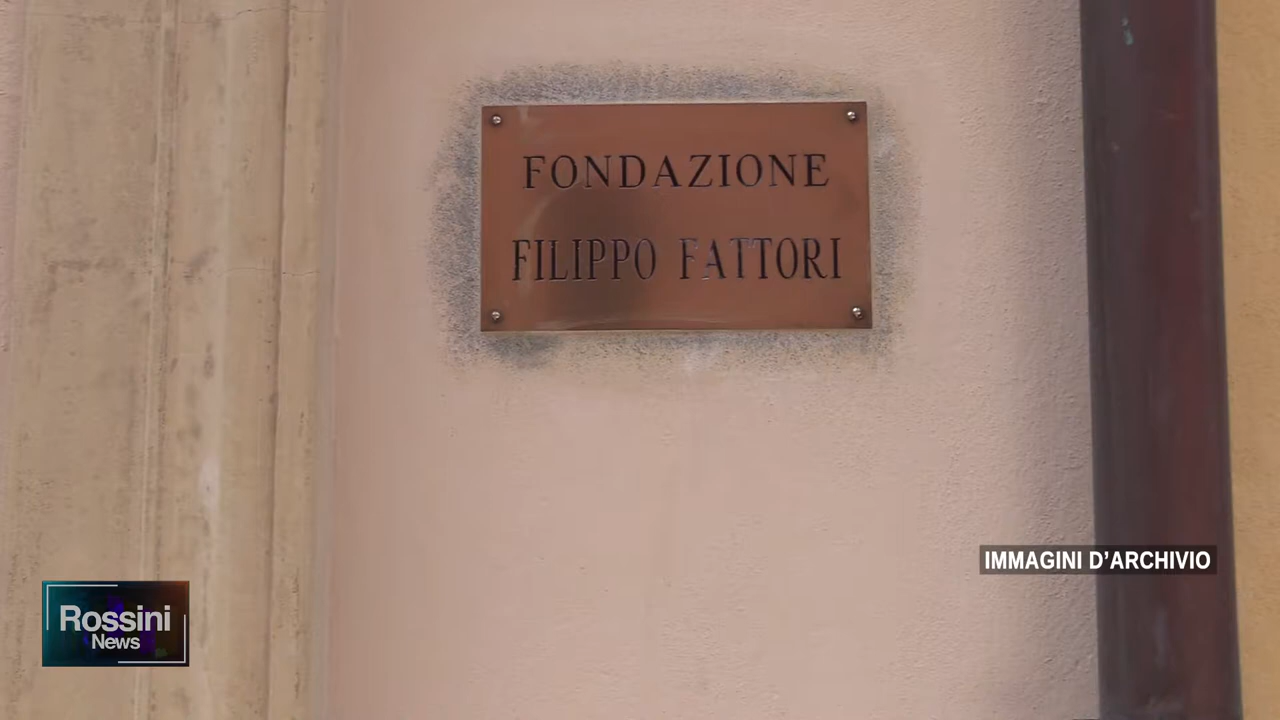 FONDAZIONE
FILIPPO FATTORI
IMMAGINI D'ARCHIVIO
Rossini
News